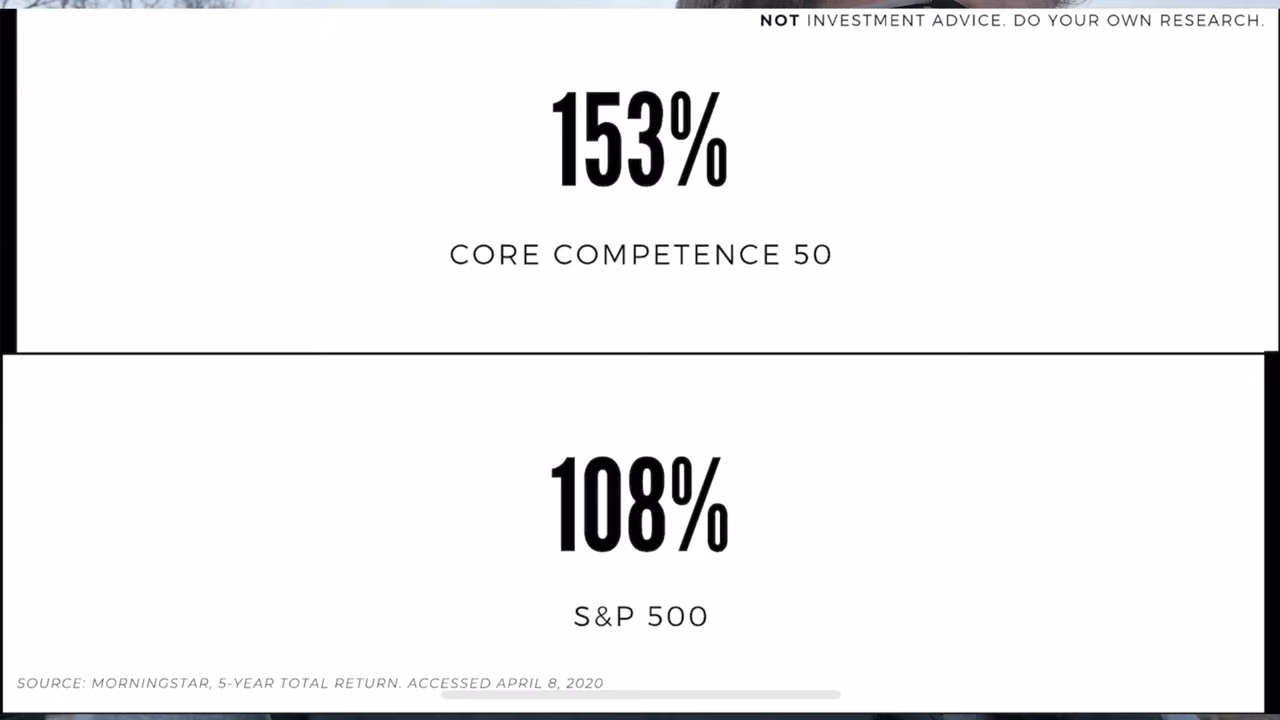 NOT INVESTMENT ADVICE. DO YOUR OWN RESEARCH.
153%
CORE COMPETENCE 50
108%
S&P 500
SOURCE: MORNINGSTAR, 5-YEAR TOTAL RETURN. ACCESSED APRIL 8, 2020